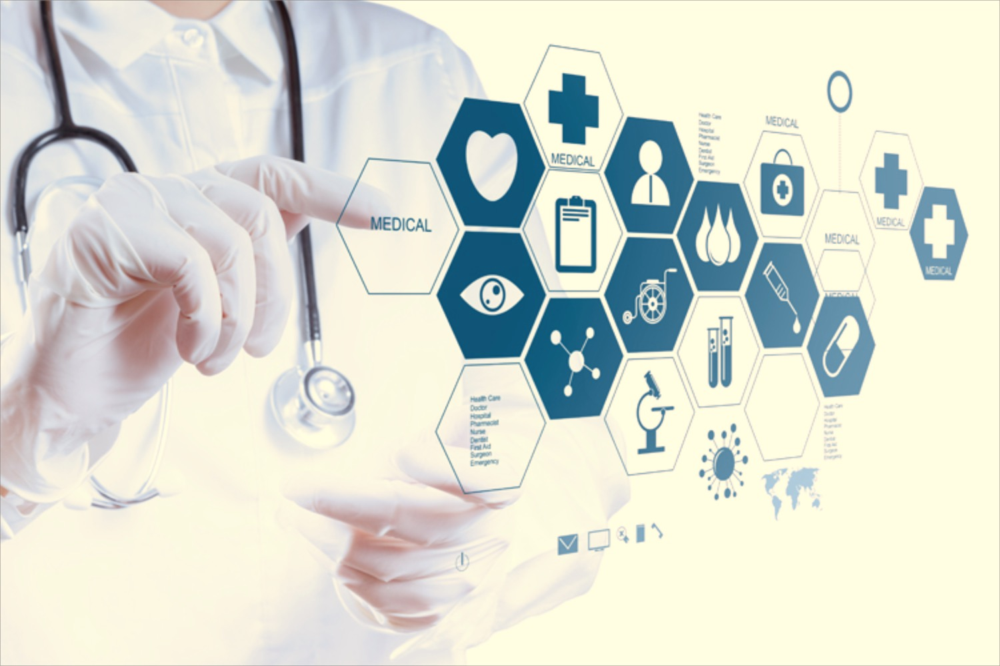 MEDICAL
MEDICAL
Health Care
Doctor
Hospital
Pharmacist
Nurse
Dentist
First Aid
Surgeon
Emergency
MEDICAL
MEDICAL
MEDICAL
MEDICAL
MEDICAL
Health Care
Doctor
Hospital
Pharmacist
Nurse
Dentist
First Aid
Surgeon
Emergency
Health Care
Doctor
Hospital
Pharmacist
Nurse
Dentist
First Aid
Surgeon
Emergency